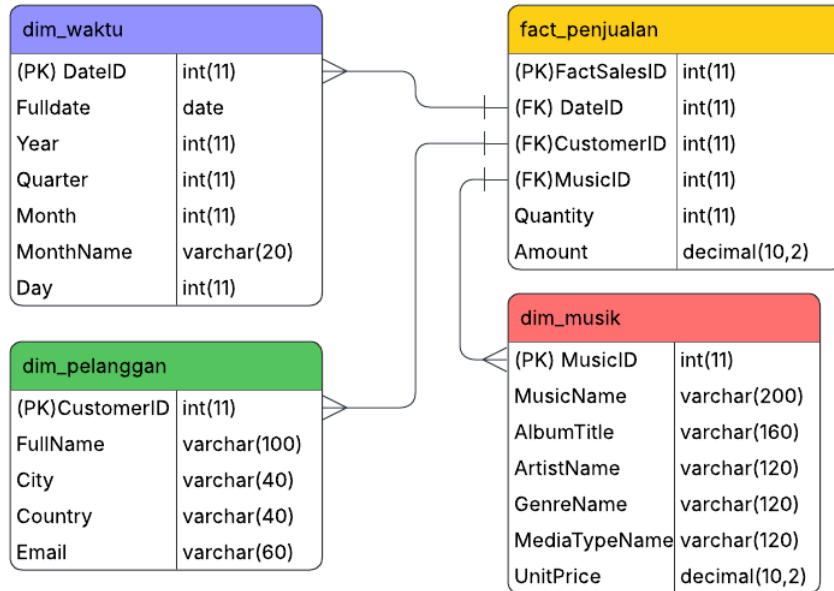 dim_waktu
(PK) DateID int(11)
Fulldate date
Year int(11)
Quarter int(11)
Month int(11)
MonthName varchar(20)
Day int(11)
fact_penjualan
(PK)FactSalesID int(11)
(FK) DateID int(11)
(FK)CustomerID int(11)
(FK)MusicID int(11)
Quantity int(11)
Amount decimal(10,2)
dim_pelanggan
(PK)CustomerID int(11)
FullName varchar(100)
City varchar(40)
Country varchar(40)
Email varchar(60)
dim_musik
(PK) MusicID int(11)
MusicName varchar(200)
AlbumTitle varchar(160)
ArtistName varchar(120)
GenreName varchar(120)
MediaTypeName varchar(120)
UnitPrice decimal(10,2)